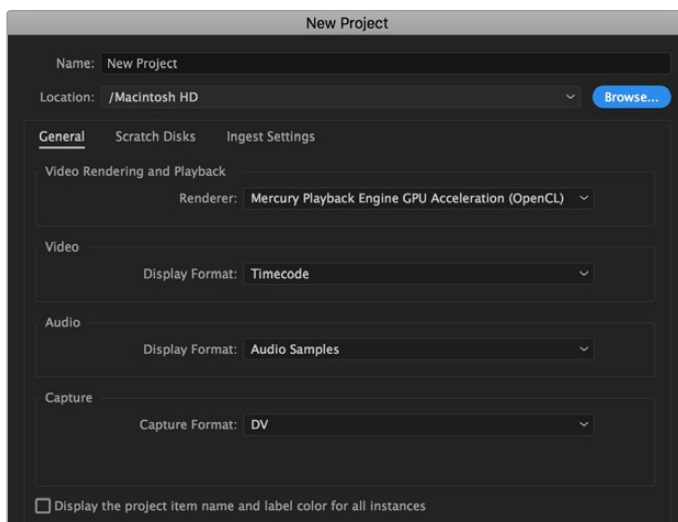 New Project
Name: New Project
Location: /Macintosh HD Browse...
General Scratch Disks Ingest Settings
Video Rendering and Playback
Renderer: Mercury Playback Engine GPU Acceleration (OpenCL)
Video
Display Format: Timecode
Audio
Display Format: Audio Samples
Capture
Capture Format: DV
Display the project item name and label color for all instances